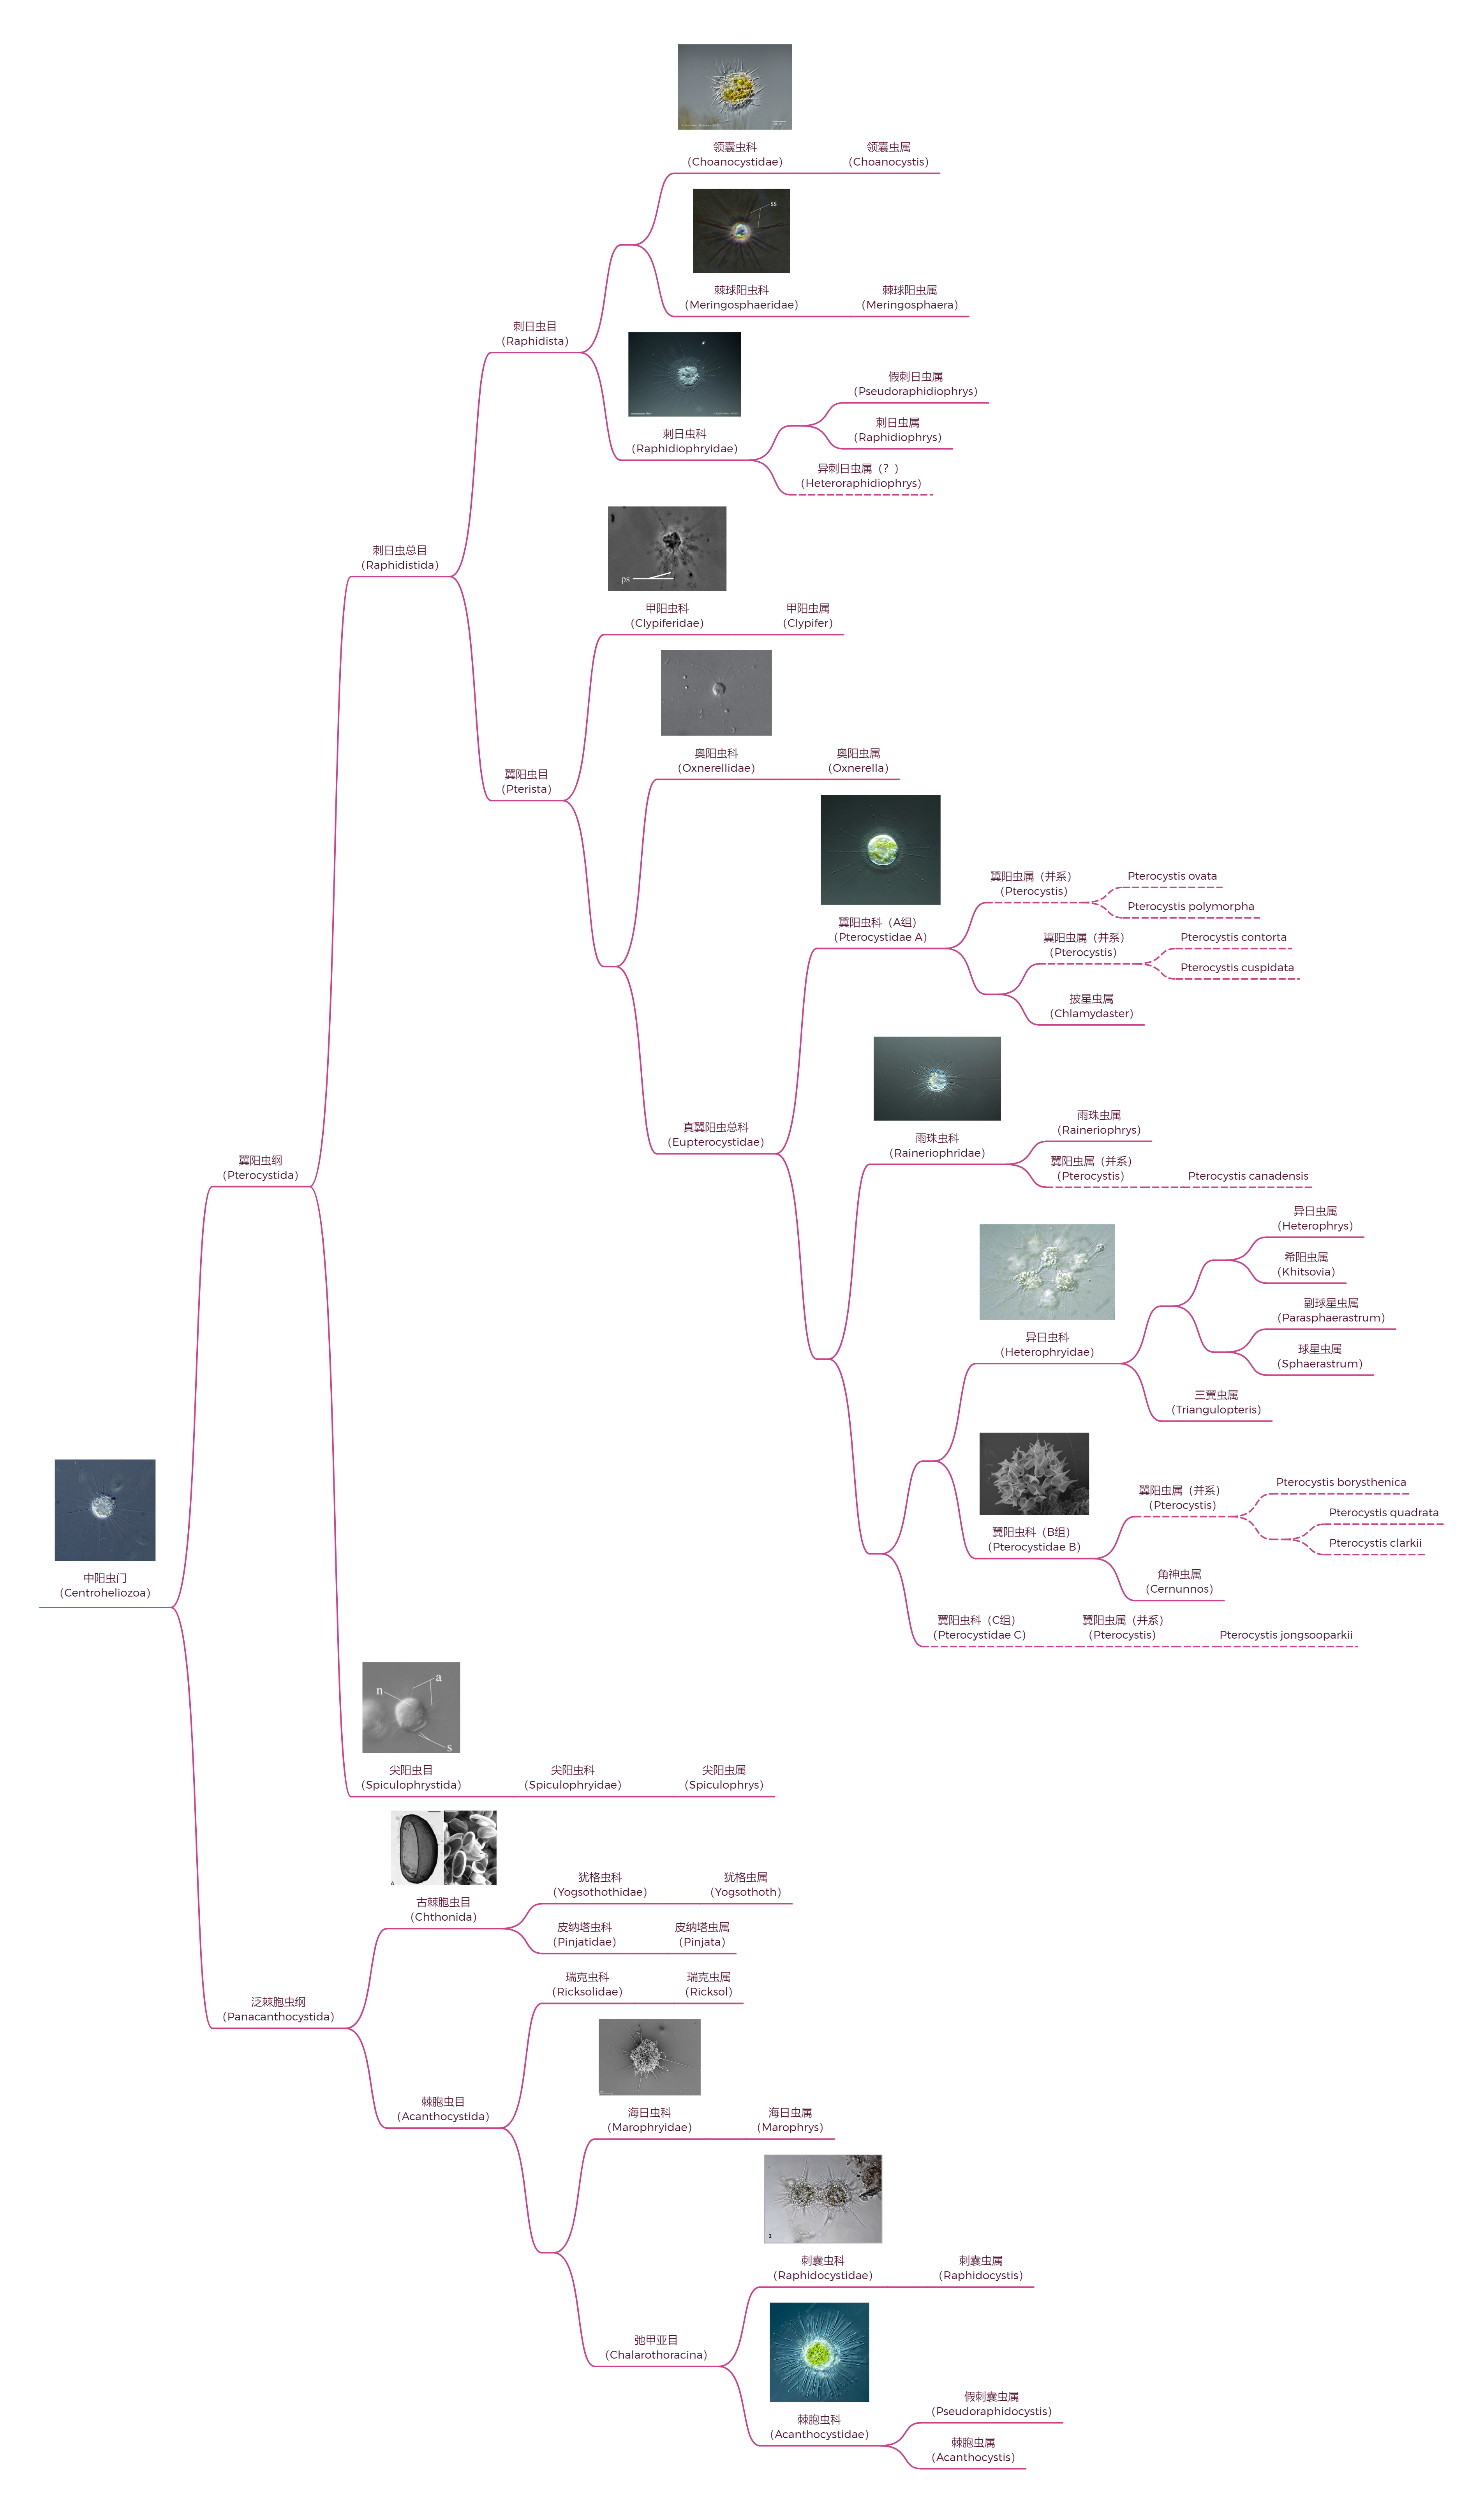 领囊虫科
(Choanocystidae)
领囊虫属
(Choanocystis)
ss
棘球阳虫科
(Meringosphaeridae)
棘球阳虫属
(Meringosphaera)
刺日虫目
(Raphidista)
刺日虫科
(Raphidiophryidae)
假刺日虫属
(Pseudoraphidiophrys)
刺日虫属
(Raphidiophrys)
异刺日虫属（？）
(Heteroraphidiophrys)
刺日虫总目
(Raphidistida)
ps
甲阳虫科
(Clypiferidae)
甲阳虫属
(Clypifer)
翼阳虫目
(Pterista)
奥阳虫科
(Oxnerellidae)
奥阳虫属
(Oxnerella)
翼阳虫科（A组）
(Pterocystidae A)
翼阳虫属（并系）
(Pterocystis)
Pterocystis ovata
Pterocystis polymorpha
翼阳虫属（并系）
(Pterocystis)
Pterocystis contorta
Pterocystis cuspidata
披星虫属
(Chlamydaster)
真翼阳虫总科
(Eupterocystidae)
雨珠虫科
(Raineriophridae)
雨珠虫属
(Raineriophrys)
翼阳虫属（并系）
(Pterocystis)
Pterocystis canadensis
翼阳虫纲
(Pterocystida)
异日虫科
(Heterophryidae)
异日虫属
(Heterophrys)
希阳虫属
(Khitsovia)
副球星虫属
(Parasphaerastrum)
球星虫属
(Sphaerastrum)
三翼虫属
(Triangulopteris)
翼阳虫科（B组）
(Pterocystidae B)
翼阳虫属（并系）
(Pterocystis)
Pterocystis borysthenica
Pterocystis quadrata
Pterocystis clarkii
角神虫属
(Cernunnos)
翼阳虫科（C组）
(Pterocystidae C)
翼阳虫属（并系）
(Pterocystis)
Pterocystis jongsooparkii
中阳虫门
(Centroheliozoa)
a
n
s
尖阳虫目
(Spiculophrystida)
尖阳虫科
(Spiculophryidae)
尖阳虫属
(Spiculophrys)
古棘胞虫目
(Chthonida)
犹格虫科
(Yogsothothidae)
犹格虫属
(Yogsothoth)
皮纳塔虫科
(Pinjatidae)
皮纳塔虫属
(Pinjata)
泛棘胞虫纲
(Panacanthocystida)
瑞克虫科
(Ricksolidae)
瑞克虫属
(Ricksol)
棘胞虫目
(Acanthocystida)
海日虫科
(Marophryidae)
海日虫属
(Marophrys)
2
刺囊虫科
(Raphidocystidae)
刺囊虫属
(Raphidocystis)
弛甲亚目
(Chalarothoracina)
棘胞虫科
(Acanthocystidae)
假刺囊虫属
(Pseudoraphidocystis)
棘胞虫属
(Acanthocystis)